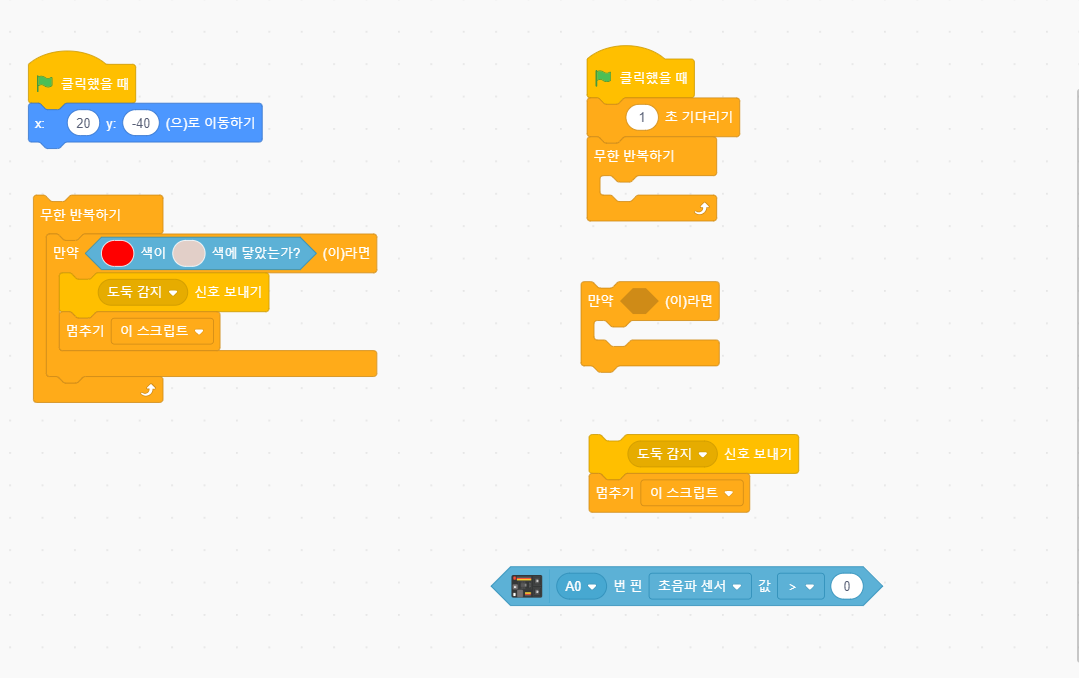 클릭했을 때
x: 20 y: -40 (으)로 이동하기
무한 반복하기
만약 색이 색에 닿았는가? (이)라면
도둑 감지 신호 보내기
멈추기 이 스크립트
클릭했을 때
1 초 기다리기
무한 반복하기
만약 (이)라면
도둑 감지 신호 보내기
멈추기 이 스크립트
A0 번 핀 초음파 센서 값 > 0